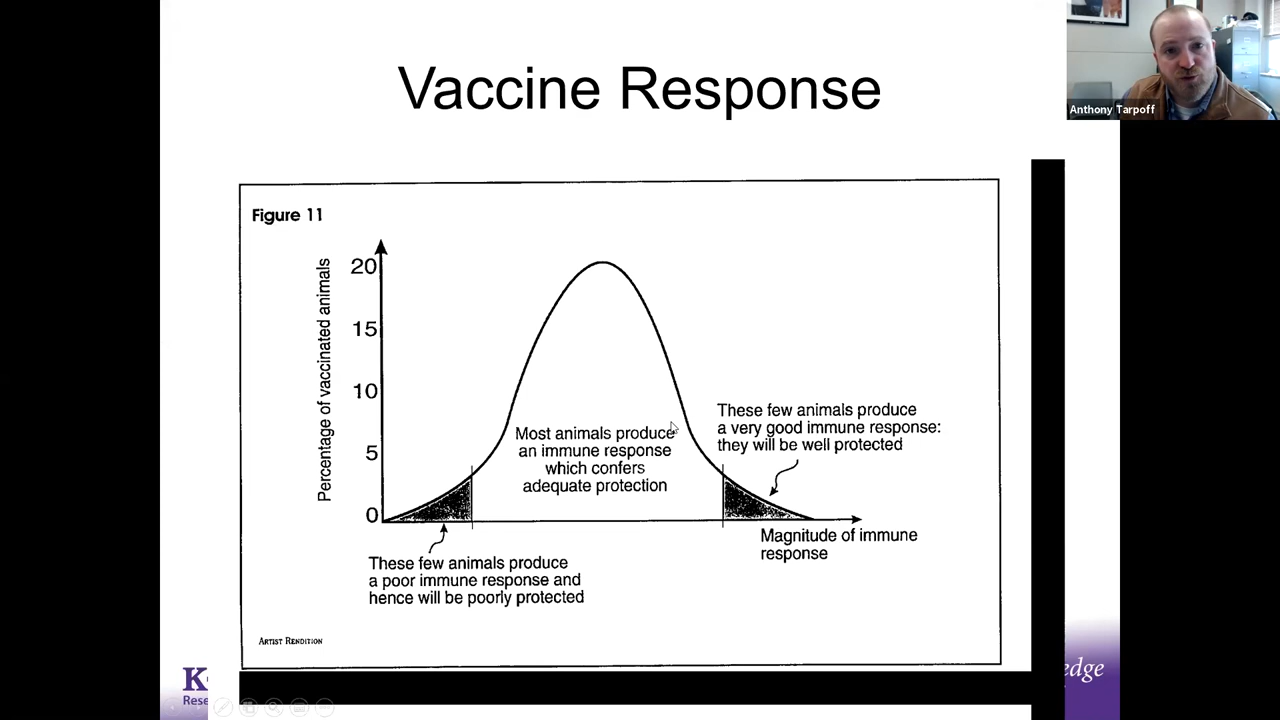 Vaccine Response
Anthony Tarpoff
Figure 11
Percentage of vaccinated animals
20
15
10
5
0
Most animals produce
an immune response
which confers
adequate protection
These few animals produce
a very good immune response:
they will be well protected
Magnitude of immune
response
These few animals produce
a poor immune response and
hence will be poorly protected
ARTIST RENDITION